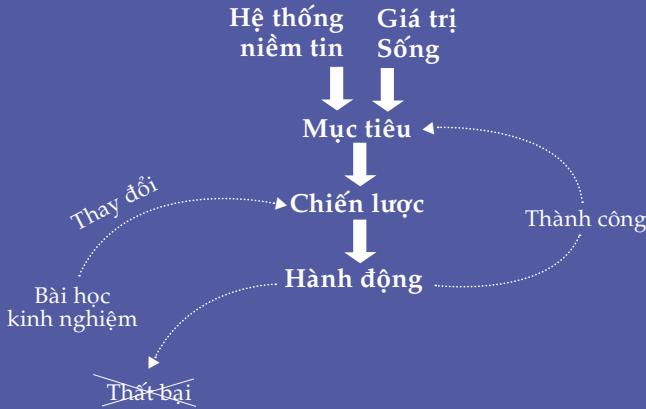 Hệ thống
niềm tin
Giá trị
Sống
Mục tiêu
Thay đổi
Chiến lược
Thành công
Hành động
Bài học
kinh nghiệm
Thất bại